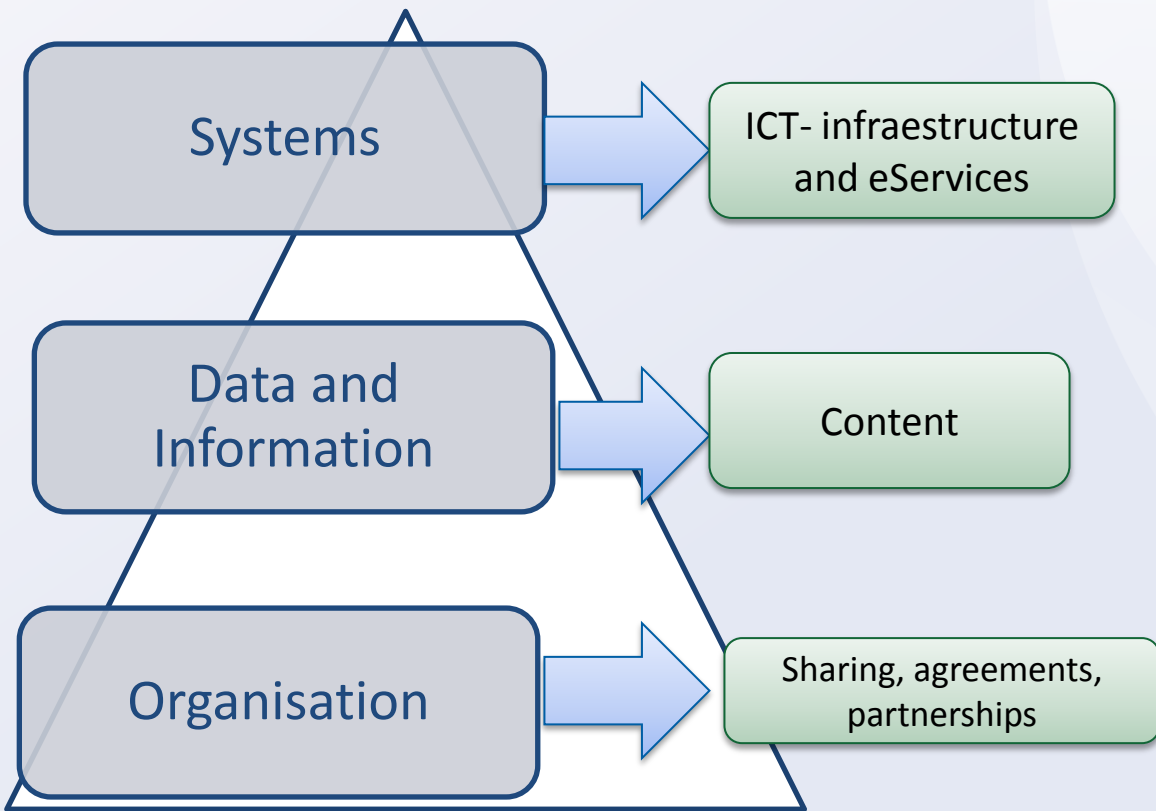 Systems
ICT- infraestructure
and eServices
Data and
Information
Content
Organisation
Sharing, agreements,
partnerships